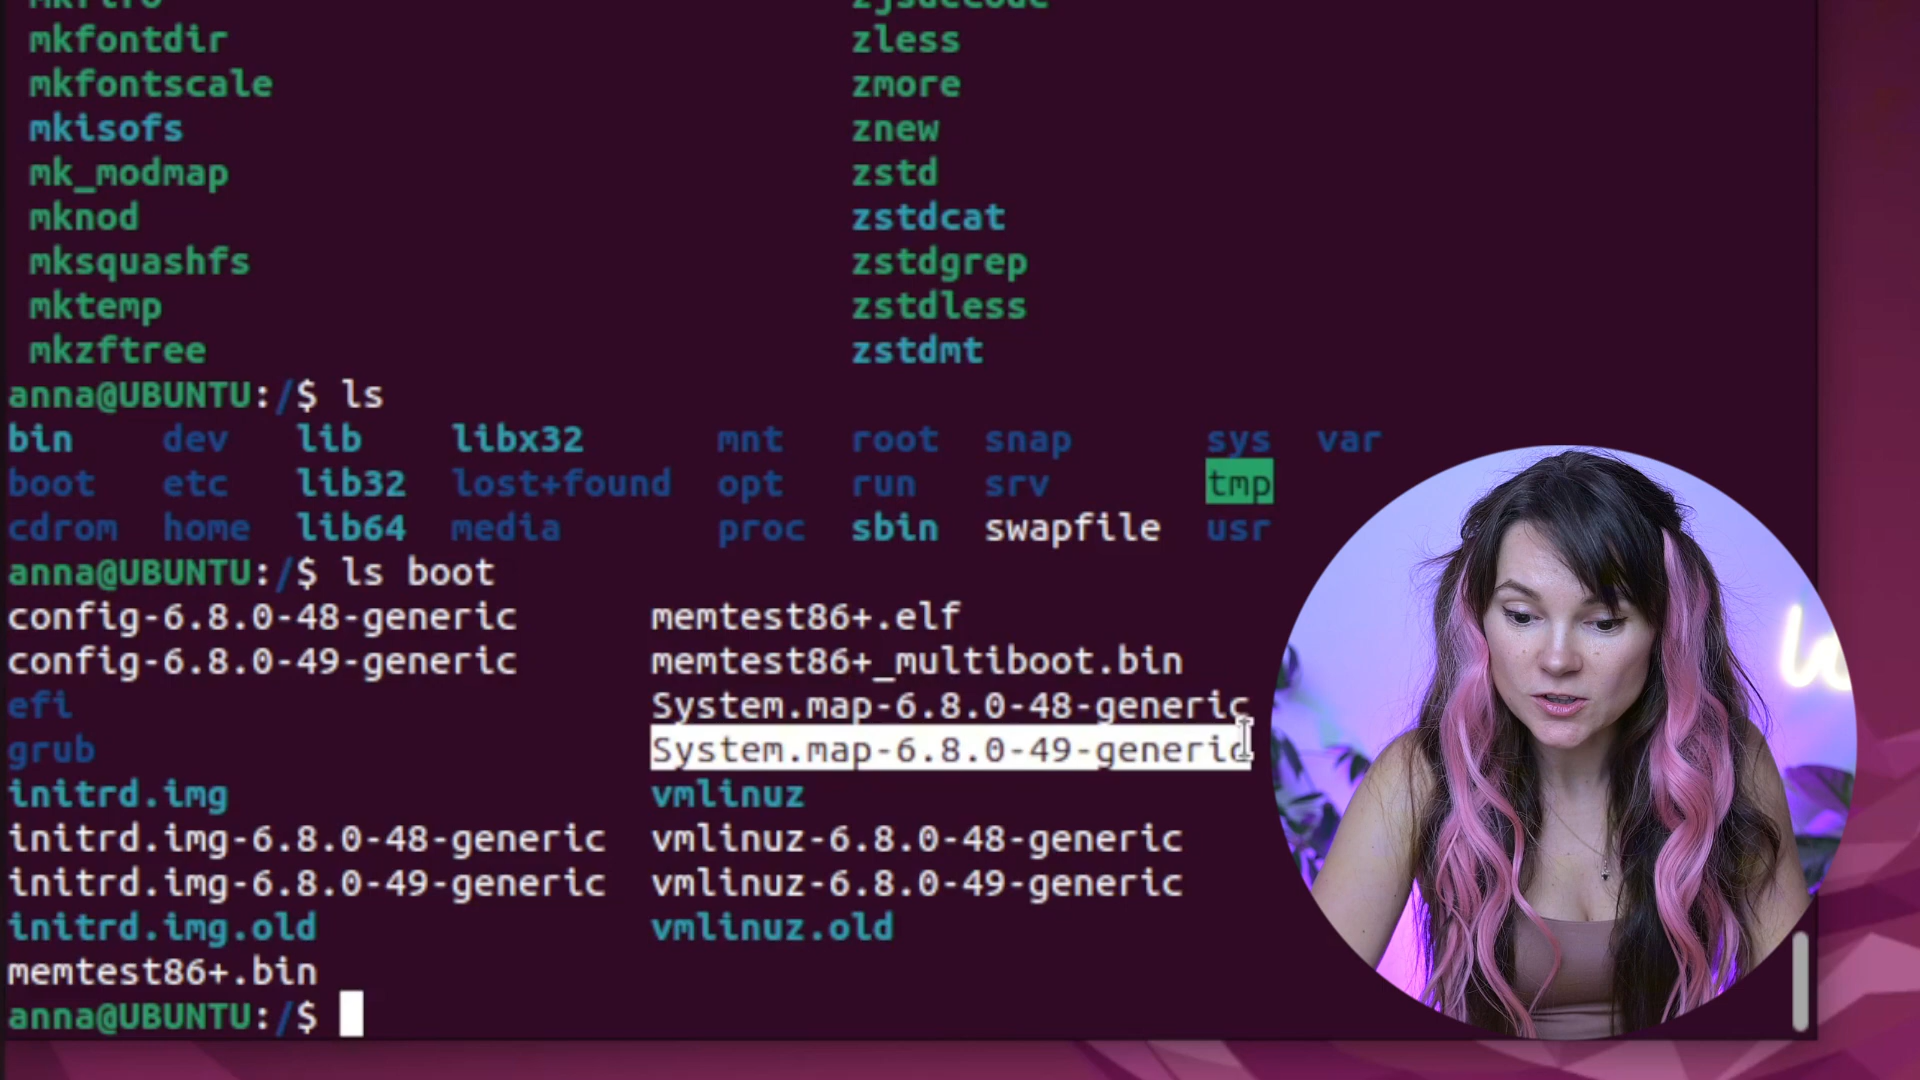 mkfontdir zless
mkfontscale zmore
mkisofs znew
mk_modmap zstd
mknod zstdcat
mksquashfs zstdgrep
mktemp zstdless
mkzftree zstdmt
anna@UBUNTU:/$ ls
bin dev lib libx32 mnt root snap sys var
boot etc lib32 lost+found opt run srv tmp
cdrom home lib64 media proc sbin swapfile usr
anna@UBUNTU:/$ ls boot
config-6.8.0-48-generic memtest86+.elf
config-6.8.0-49-generic memtest86+_multiboot.bin
efi System.map-6.8.0-48-generic
grub System.map-6.8.0-49-generic
initrd.img vmlinuz
initrd.img-6.8.0-48-generic vmlinuz-6.8.0-48-generic
initrd.img-6.8.0-49-generic vmlinuz-6.8.0-49-generic
initrd.img.old vmlinuz.old
memtest86+.bin
anna@UBUNTU:/$